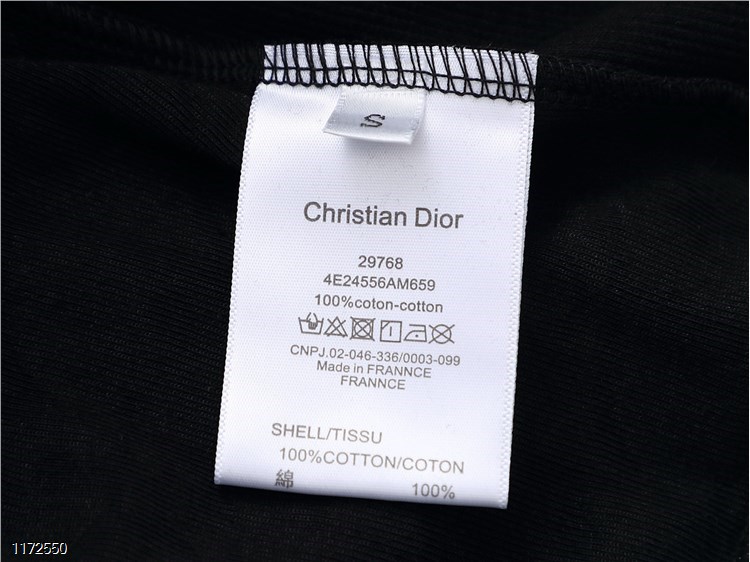 S
Christian Dior
29768
4E24556AM659
100%coton-cotton
CNPJ.02-046-336/0003-099
Made in FRANNCE
FRANNCE
SHELL/TISSU
100%COTTON/COTON
綿 100%
1172550